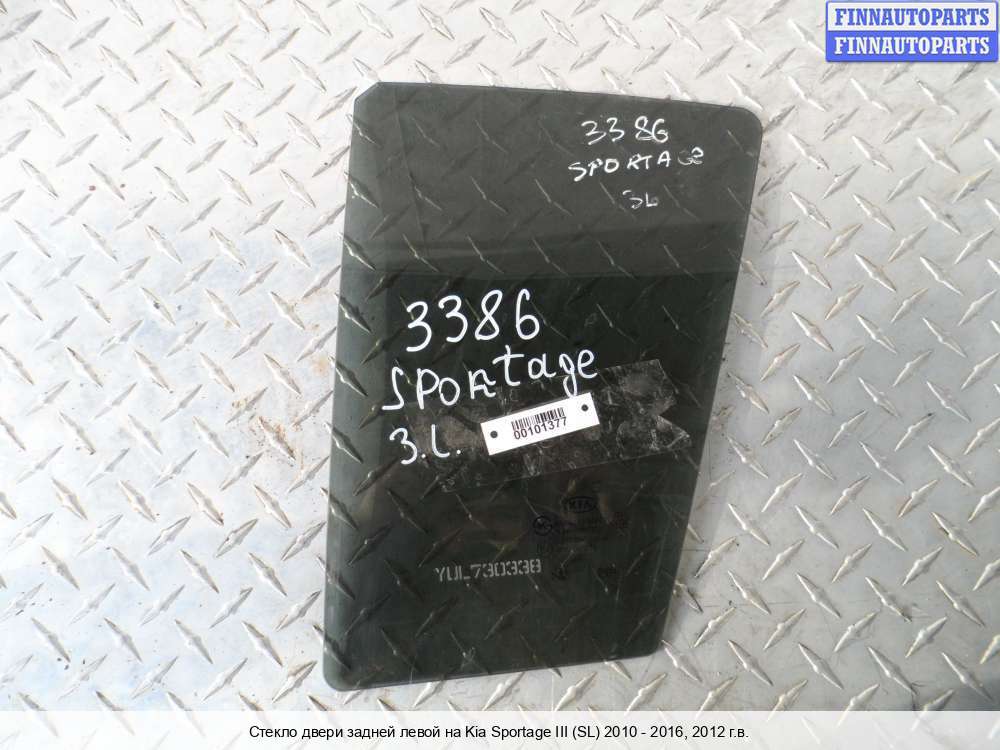 FINNAUTOPARTS
FINNAUTOPARTS
3386
SPORTAGE
3L
3386
SPORtage
3.L.
00101377
KIA
YUL730338
Стекло двери задней левой на Kia Sportage III (SL) 2010 - 2016, 2012 г.в.